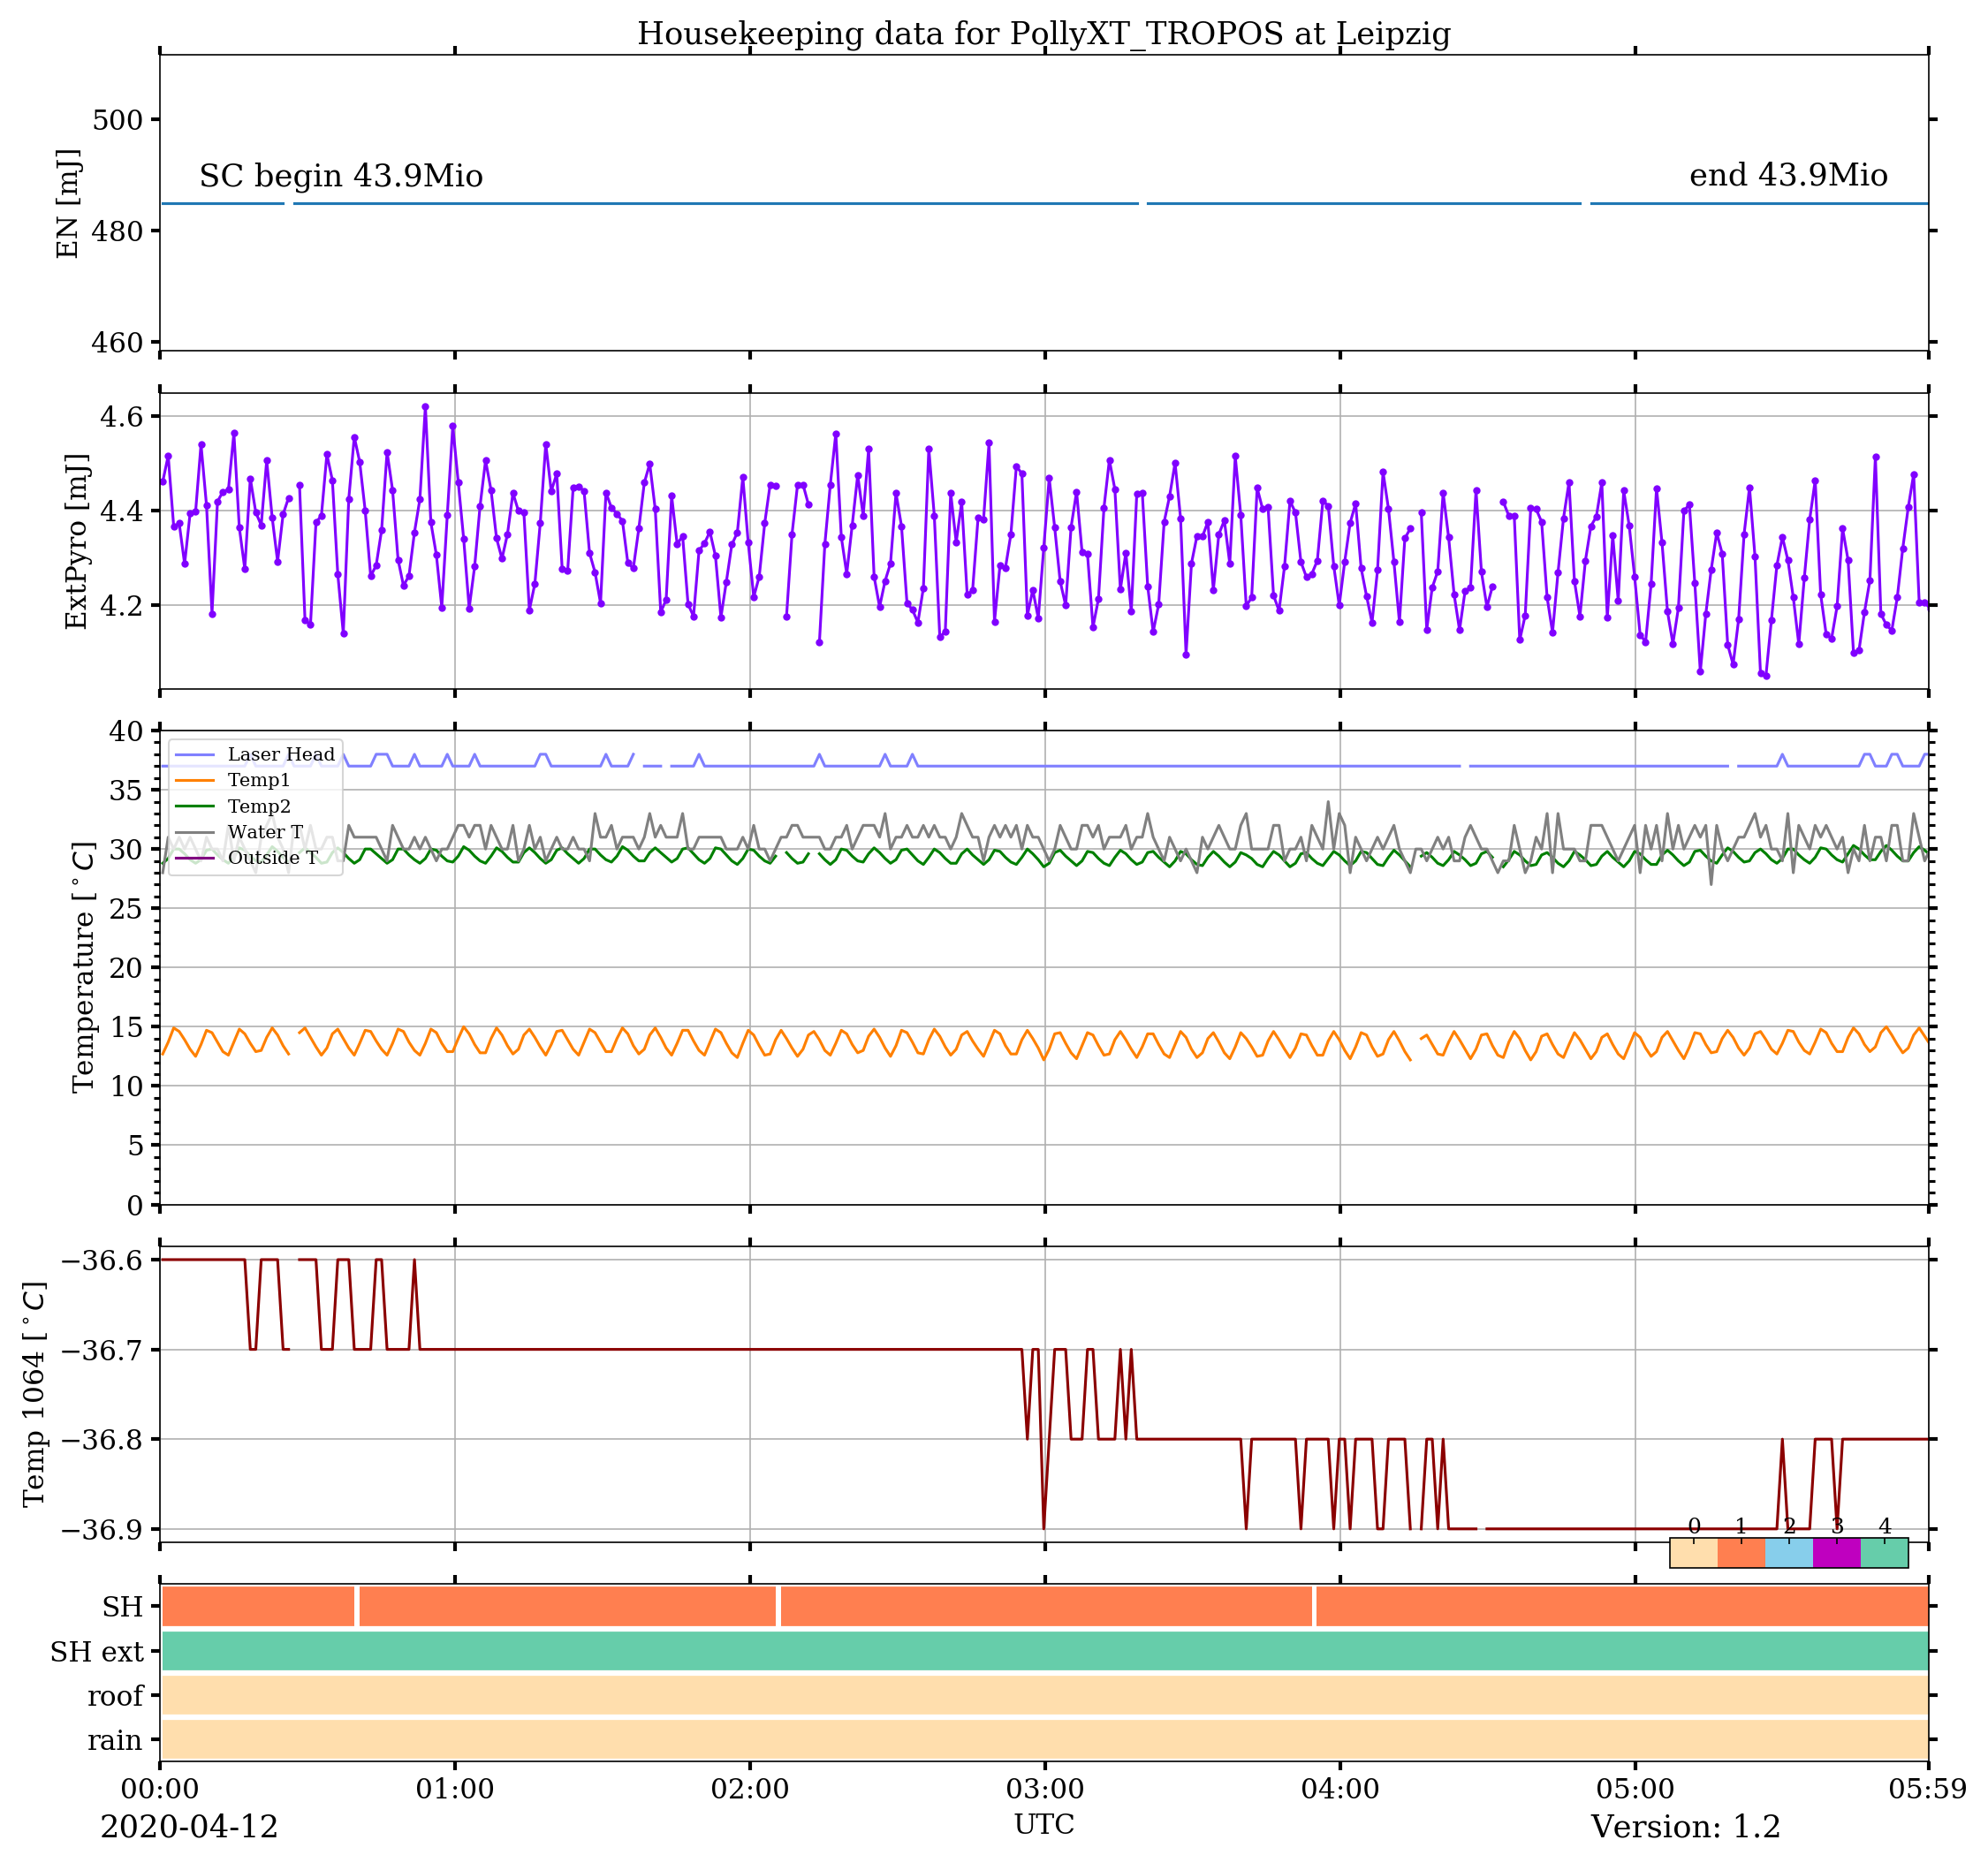 Housekeeping data for PollyXT_TROPOS at Leipzig
EN [mJ]
500
480
460
SC begin 43.9Mio
end 43.9Mio
ExtPyro [mJ]
4.6
4.4
4.2
Temperature [°C]
40
35
30
25
20
15
10
5
0
Laser Head
Temp1
Temp2
Water T
Outside T
Temp 1064 [°C]
−36.6
−36.7
−36.8
−36.9
0 1 2 3 4
SH
SH ext
roof
rain
00:00 01:00 02:00 03:00 04:00 05:00 05:59
2020-04-12 UTC Version: 1.2